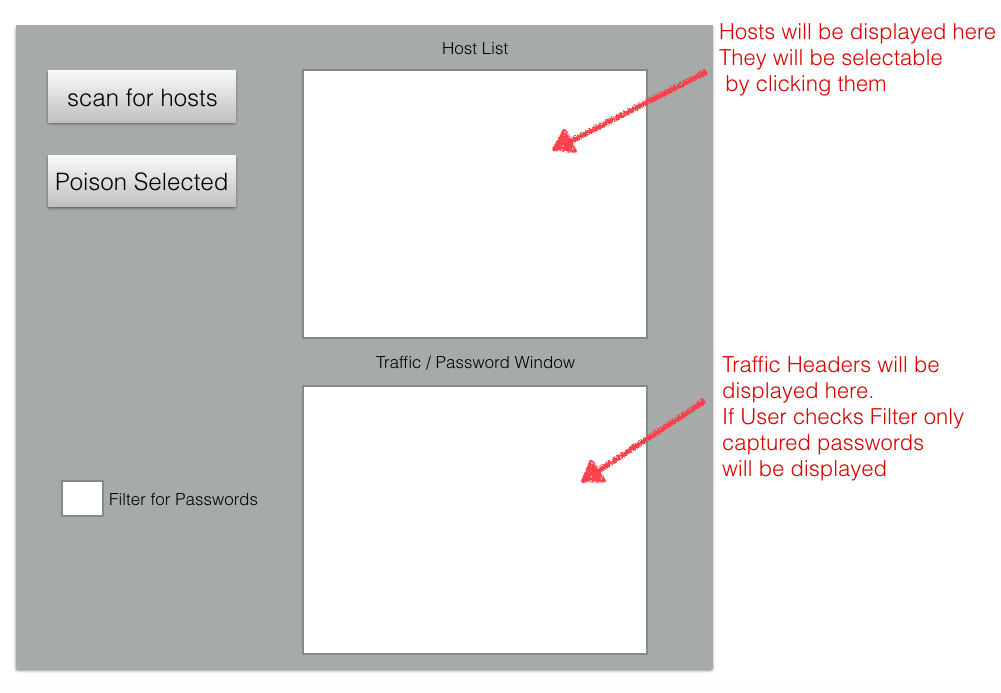 Host List
scan for hosts
Poison Selected
Hosts will be displayed here
They will be selectable
by clicking them
Traffic / Password Window
Filter for Passwords
Traffic Headers will be
displayed here.
If User checks Filter only
captured passwords
will be displayed